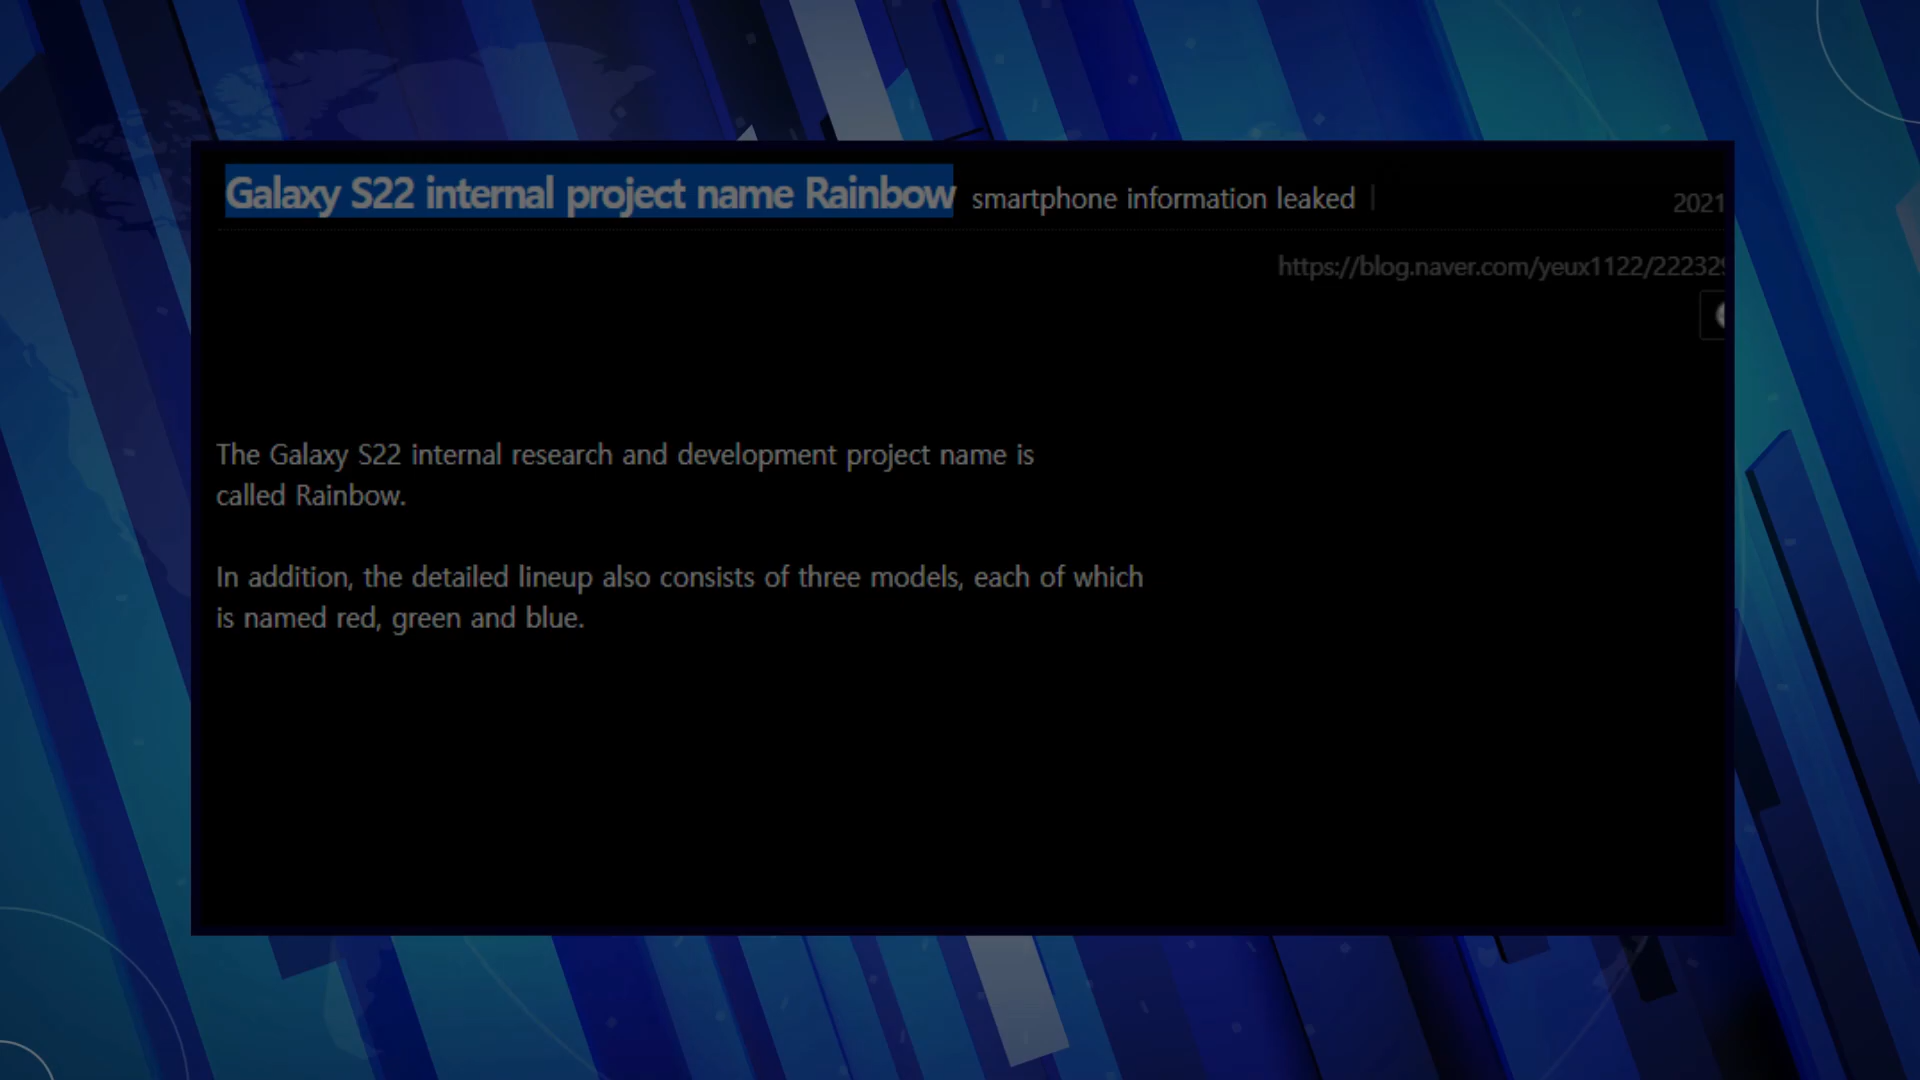 Galaxy S22 internal project name Rainbow smartphone information leaked | 2021
https://blog.naver.com/yeux1122/22232
The Galaxy S22 internal research and development project name is
called Rainbow.
In addition, the detailed lineup also consists of three models, each of which
is named red, green and blue.